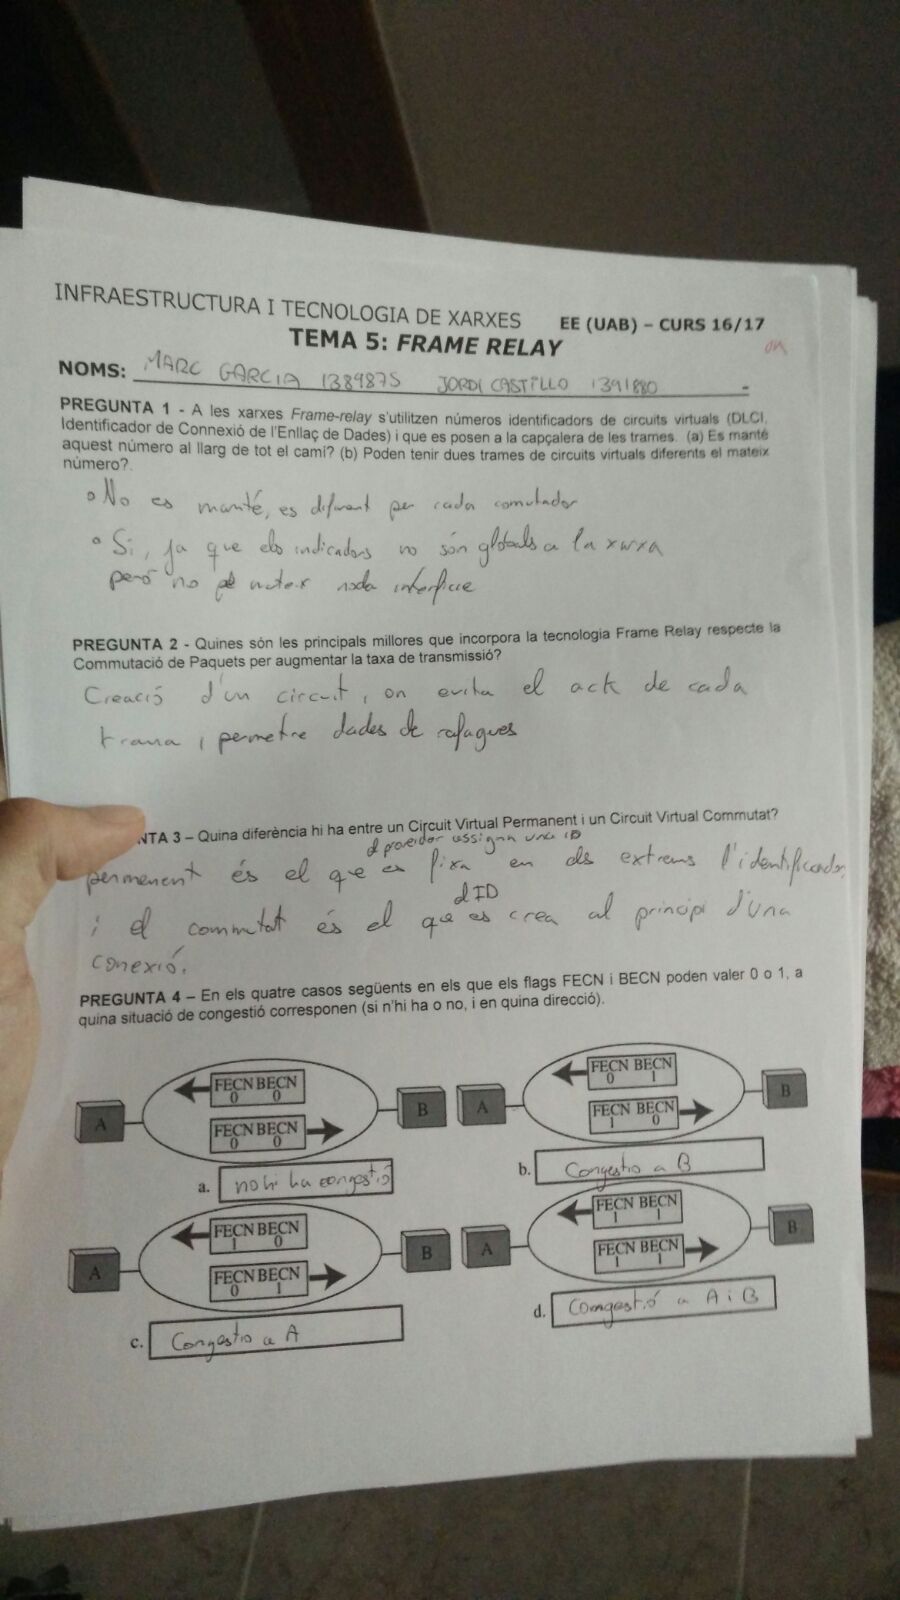 INFRAESTRUCTURA I TECNOLOGIA DE XARXES EE (UAB) – CURS 16/17
TEMA 5: FRAME RELAY
NOMS: MARC GARCIA 1389875 JORDI CASTILLO 1391880
PREGUNTA 1 - A les xarxes Frame-relay s'utilitzen números identificadors de circuits virtuals (DLCI,
Identificador de Connexió de l'Enllaç de Dades) i que es posen a la capçalera de les trames. (a) Es manté
aquest número al llarg de tot el camí? (b) Poden tenir dues trames de circuits virtuals diferents el mateix
número?
No es manté, es diferent per cada comutador
Si, ja que els indicadors no són globals a la xarxa
però no mateix node interficie
PREGUNTA 2 - Quines són les principals millores que incorpora la tecnologia Frame Relay respecte la
Commutació de Paquets per augmentar la taxa de transmissió?
Creació d'un circuit, on evita el ack de cada
trama i permetre dades de rafagues
NTA 3 – Quina diferència hi ha entre un Circuit Virtual Permanent i un Circuit Virtual Commutat?
el proveidor assigna una ID
permenent és el que es fixa en els extrems l'identificador,
el ID
i el commutat és el que es crea al principi d'una
conexió.
PREGUNTA 4 – En els quatre casos següents en els que els flags FECN i BECN poden valer 0 o 1, a
quina situació de congestió corresponen (si n'hi ha o no, i en quina direcció).
A
FECN BECN
0 0
FECN BECN
0 0
B
a. no hi ha congestió
A
FECN BECN
0 1
FECN BECN
1 0
B
b. Congestio a B
A
FECN BECN
1 0
FECN BECN
0 1
B
c. Congestio a A
A
FECN BECN
1 1
FECN BECN
1 1
B
d. Congestió a A i B